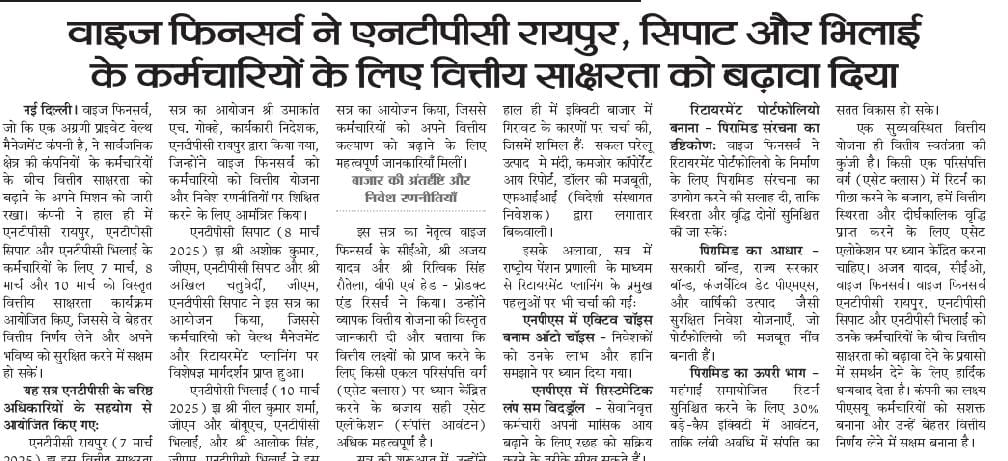 वाइज फिनसर्व ने एनटीपीसी रायपुर, सिपाट और भिलाई
के कर्मचारियों के लिए वित्तीय साक्षरता को बढ़ावा दिया
नई दिल्ली। वाइज फिनसर्व,
जो कि एक अग्रणी प्राइवेट वेल्थ
मैनेजमेंट कंपनी है, ने सार्वजनिक
क्षेत्र की कंपनियों के कर्मचारियों
के बीच वित्तीय साक्षरता को
बढ़ाने के अपने मिशन को जारी
रखा। कंपनी ने हाल ही में
एनटीपीसी रायपुर, एनटीपीसी
सिपाट और एनटीपीसी भिलाई के
कर्मचारियों के लिए 7 मार्च, 8
मार्च और 10 मार्च को विस्तृत
वित्तीय साक्षरता कार्यक्रम
आयोजित किए, जिससे वे बेहतर
वित्तीय निर्णय लेने और अपने
भविष्य को सुरक्षित करने में सक्षम
हो सकें।
यह सत्र एनटीपीसी के वरिष्ठ
अधिकारियों के सहयोग से
आयोजित किए गए:
एनटीपीसी रायपुर (7 मार्च
2025) झ इस वित्तीय साक्षरता
सत्र का आयोजन श्री उमाकांत
एच. गोक्हे, कार्यकारी निदेशक,
एनटीपीसी रायपुर द्वारा किया गया,
जिन्होंने वाइज फिनसर्व को
कर्मचारियों को वित्तीय योजना
और निवेश रणनीतियों पर शिक्षित
करने के लिए आमंत्रित किया।
एनटीपीसी सिपाट (8 मार्च
2025) झ श्री अशोक कुमार,
जीएम, एनटीपीसी सिपट और श्री
अखिल चतुर्वेदी, जीएम,
एनटीपीसी सिपाट ने इस सत्र का
आयोजन किया, जिससे
कर्मचारियों को वेल्थ मैनेजमेंट
और रिटायरमेंट प्लानिंग पर
विशेषज्ञ मार्गदर्शन प्राप्त हुआ।
एनटीपीसी भिलाई (10 मार्च
2025) झ श्री नील कुमार शर्मा,
जीएम और बीयूएच, एनटीपीसी
भिलाई, और श्री आलोक सिंह,
जीएम, एनटीपीसी भिलाई ने इस
सत्र का आयोजन किया, जिससे
कर्मचारियों को अपने वित्तीय
कल्याण को बढ़ाने के लिए
महत्वपूर्ण जानकारियाँ मिलीं।
बाजार की अंतर्दृष्टि और
निवेश रणनीतियाँ
इस सत्र का नेतृत्व वाइज
फिनसर्व के सीईओ, श्री अजय
यादव और श्री रित्विक सिंह
रौतेला, वीपी एवं हेड - प्रोडक्ट
एंड रिसर्च ने किया। उन्होंने
व्यापक वित्तीय योजना की विस्तृत
जानकारी दी और बताया कि
वित्तीय लक्ष्यों को प्राप्त करने के
लिए किसी एकल परिसंपत्ति वर्ग
(एसेट क्लास) पर ध्यान केंद्रित
करने के बजाय सही एसेट
एलोकेशन (संपत्ति आवंटन)
अधिक महत्वपूर्ण है।
सत्र की शुरूआत में, उन्होंने
हाल ही में इक्विटी बाजार में
गिरावट के कारणों पर चर्चा की,
जिसमें शामिल हैं: सकल घरेलू
उत्पाद में मंदी, कमजोर कॉर्पोरेट
आय रिपोर्ट, डॉलर की मजबूती,
एफआईआई (विदेशी संस्थागत
निवेशक) द्वारा लगातार
बिकवाली।
इसके अलावा, सत्र में
राष्ट्रीय पेंशन प्रणाली के माध्यम
से रिटायरमेंट प्लानिंग के प्रमुख
पहलुओं पर भी चर्चा की गई:
एनपीएस में एक्टिव चॉइस
बनाम ऑटो चॉइस - निवेशकों
को उनके लाभ और हानि
समझाने पर ध्यान दिया गया।
एनपीएस में सिस्टमेटिक
लंप सम विदड्रॉल - सेवानिवृत्त
कर्मचारी अपनी मासिक आय
बढ़ाने के लिए रछह को सक्रिय
करने के तरीके सीख सकते हैं।
रिटायरमेंट पोर्टफोलियो
बनाना - पिरामिड संरचना का
दृष्टिकोण: वाइज फिनसर्व ने
रिटायरमेंट पोर्टफोलियो के निर्माण
के लिए पिरामिड संरचना का
उपयोग करने की सलाह दी, ताकि
स्थिरता और वृद्धि दोनों सुनिश्चित
की जा सकें:
पिरामिड का आधार -
सरकारी बॉन्ड, राज्य सरकार
बॉन्ड, कंजर्वेटिव डेट पीएमएस,
और वार्षिकी उत्पाद जैसी
सुरक्षित निवेश योजनाएँ, जो
पोर्टफोलियो की मजबूत नींव
बनाती हैं।
पिरामिड का ऊपरी भाग -
महंगाई समायोजित रिटर्न
सुनिश्चित करने के लिए 30%
बड़े-कैप इक्विटी में आवंटन,
ताकि लंबी अवधि में संपति का
सतत विकास हो सके।
एक सुव्यवस्थित वित्तीय
योजना ही वित्तीय स्वतंत्रता की
कुंजी है। किसी एक परिसंपत्ति
वर्ग (एसेट क्लास) में रिटर्न का
पीछा करने के बजाय, हमें वित्तीय
स्थिरता और दीर्घकालिक वृद्धि
प्राप्त करने के लिए एसेट
एलोकेशन पर ध्यान केंद्रित करना
चाहिए। अजय यादव, सीईओ,
वाइज फिनसर्व। वाइज फिनसर्व
एनटीपीसी रायपुर, एनटीपीसी
सिपाट और एनटीपीसी भिलाई को
उनके कर्मचारियों के बीच वित्तीय
साक्षरता को बढ़ावा देने के प्रयासों
में समर्थन देने के लिए हार्दिक
धन्यवाद देता है। कंपनी का लक्ष्य
पीएसयू कर्मचारियों को सशक्त
बनाना और उन्हें बेहतर वित्तीय
निर्णय लेने में सक्षम बनाना है।